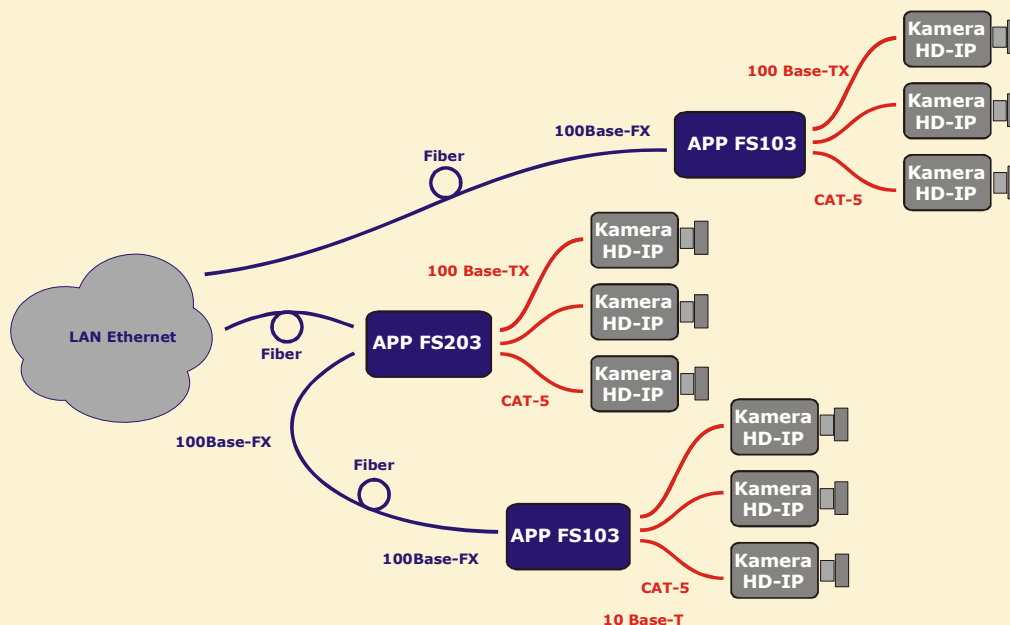 Kamera
HD-IP
100 Base-TX
Kamera
HD-IP
100Base-FX
APP FS103
Fiber
Kamera
HD-IP
CAT-5
Kamera
HD-IP
100 Base-TX
Kamera
HD-IP
LAN Ethernet
APP FS203
Fiber
Kamera
HD-IP
CAT-5
Kamera
HD-IP
100Base-FX
Fiber
Kamera
HD-IP
APP FS103
100Base-FX
Kamera
HD-IP
CAT-5
10 Base-T